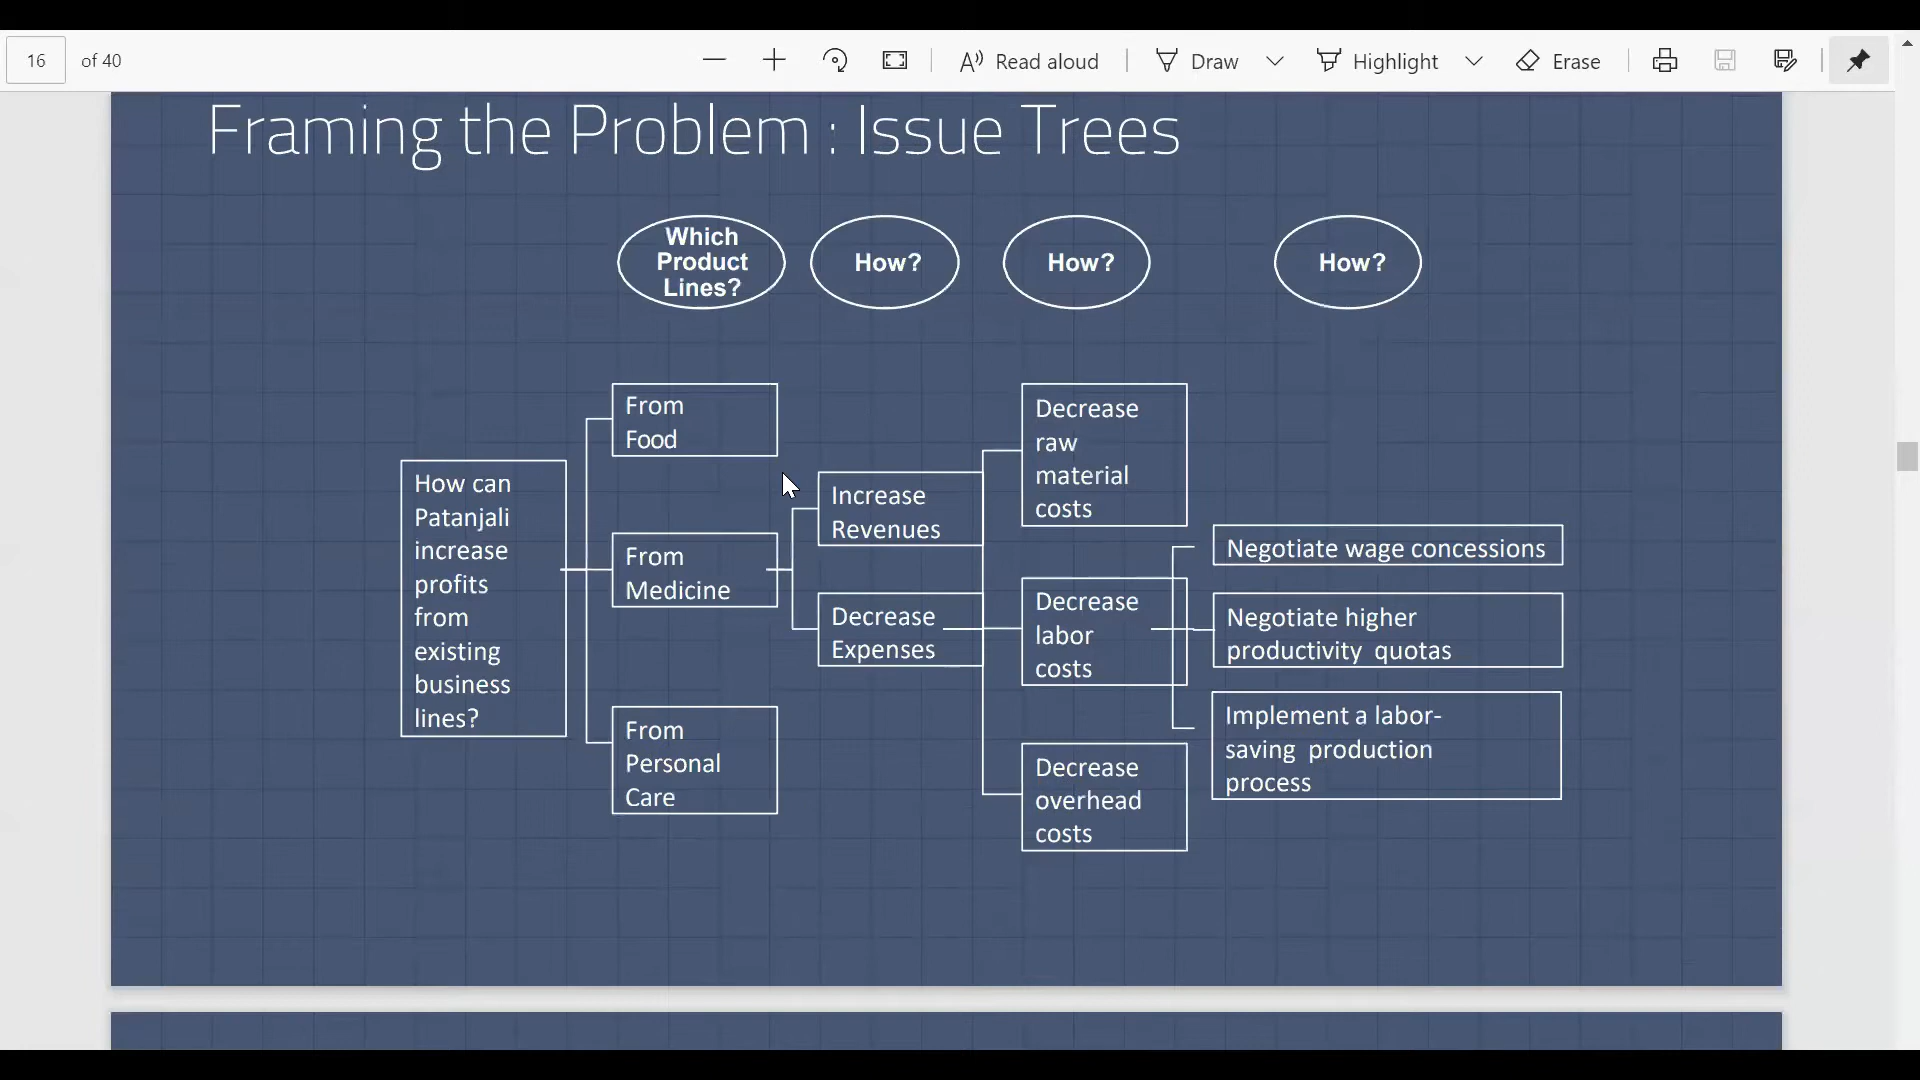 16 of 40
Read aloud
Draw
Highlight
Erase
Framing the Problem : Issue Trees
Which
Product
Lines?
How?
How?
How?
How can
Patanjali
increase
profits
from
existing
business
lines?
From
Food
From
Medicine
From
Personal
Care
Increase
Revenues
Decrease
Expenses
Decrease
raw
material
costs
Decrease
labor
costs
Decrease
overhead
costs
Negotiate wage concessions
Negotiate higher
productivity quotas
Implement a labor-
saving production
process